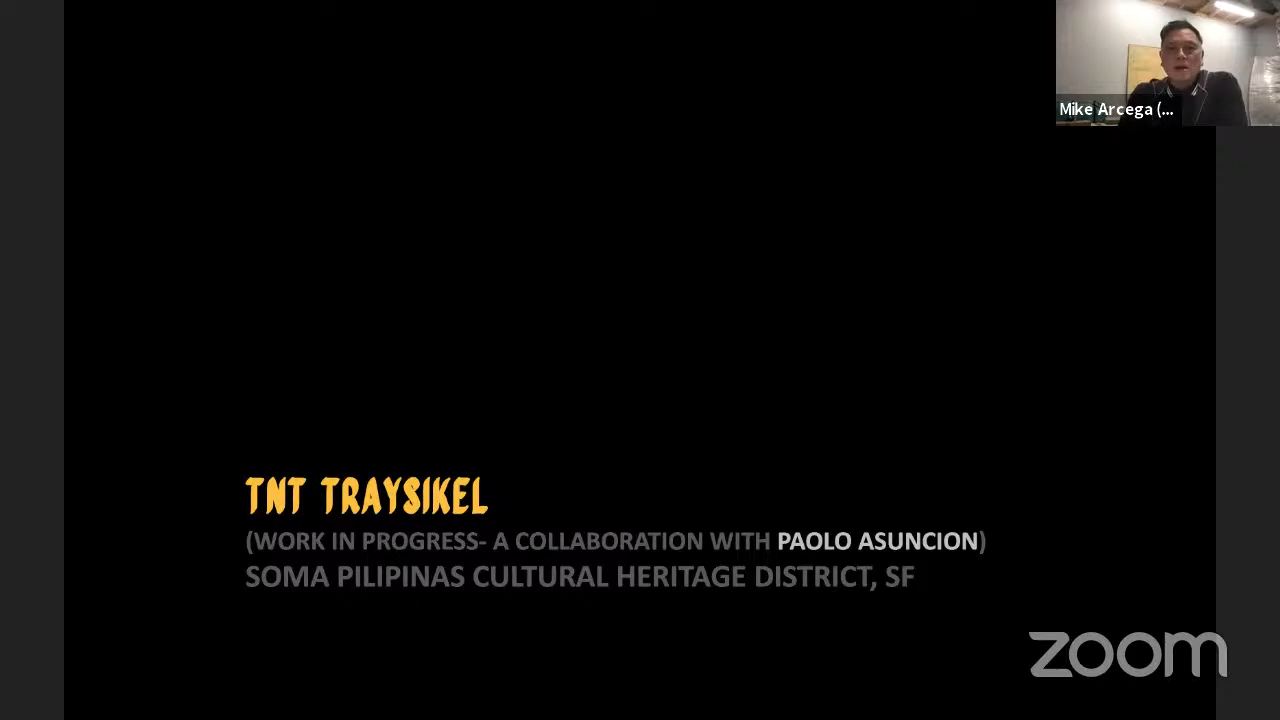 Mike Arcega (...
TNT TRAYSIKEL
(WORK IN PROGRESS- A COLLABORATION WITH PAOLO ASUNCION)
SOMA PILIPINAS CULTURAL HERITAGE DISTRICT, SF
zoom